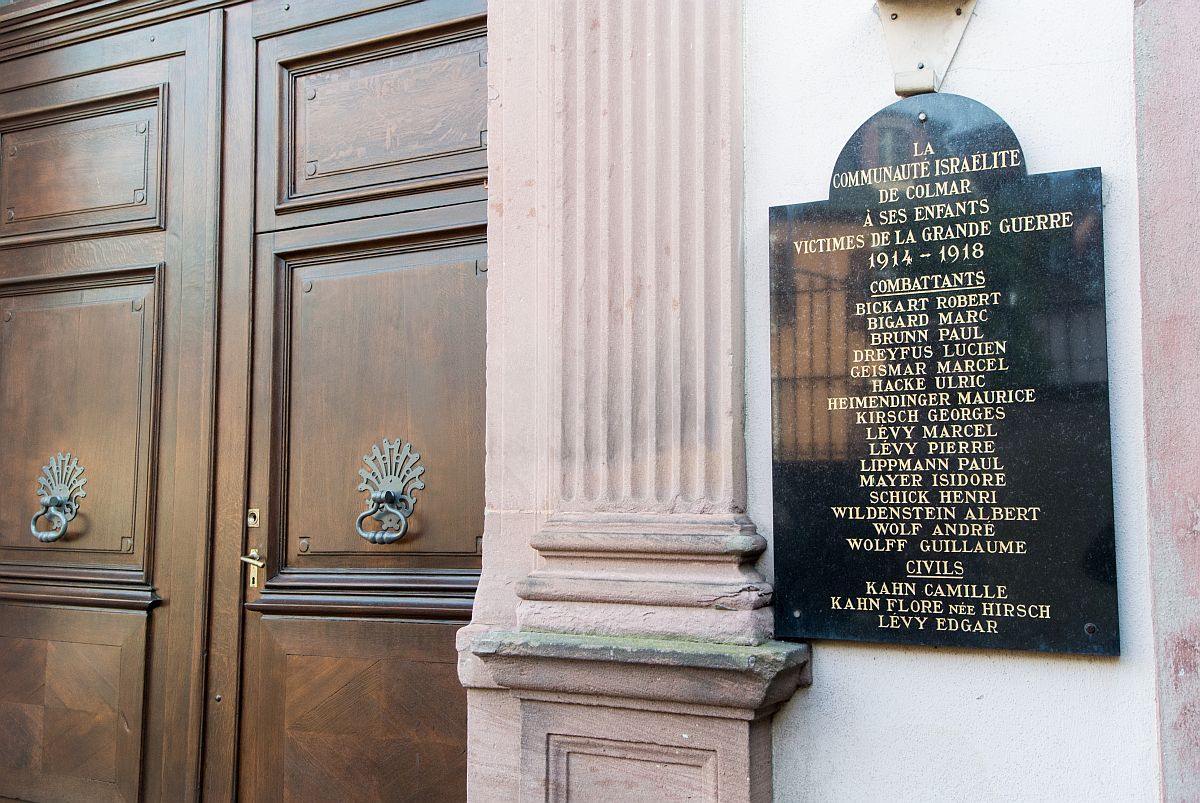 LA
COMMUNAUTÉ ISRAÉLITE
DE COLMAR
À SES ENFANTS
VICTIMES DE LA GRANDE GUERRE
1914 - 1918
COMBATTANTS
BICKART ROBERT
BIGARD MARC
BRUNN PAUL
DREYFUS LUCIEN
GEISMAR MARCEL
HACKE ULRIC
HEIMENDINGER MAURICE
KIRSCH GEORGES
LÉVY MARCEL
LÉVY PIERRE
LIPPMANN PAUL
MAYER ISIDORE
SCHICK HENRI
WILDENSTEIN ALBERT
WOLF ANDRÉ
WOLFF GUILLAUME
CIVILS
KAHN CAMILLE
KAHN FLORE NÉE HIRSCH
LÉVY EDGAR